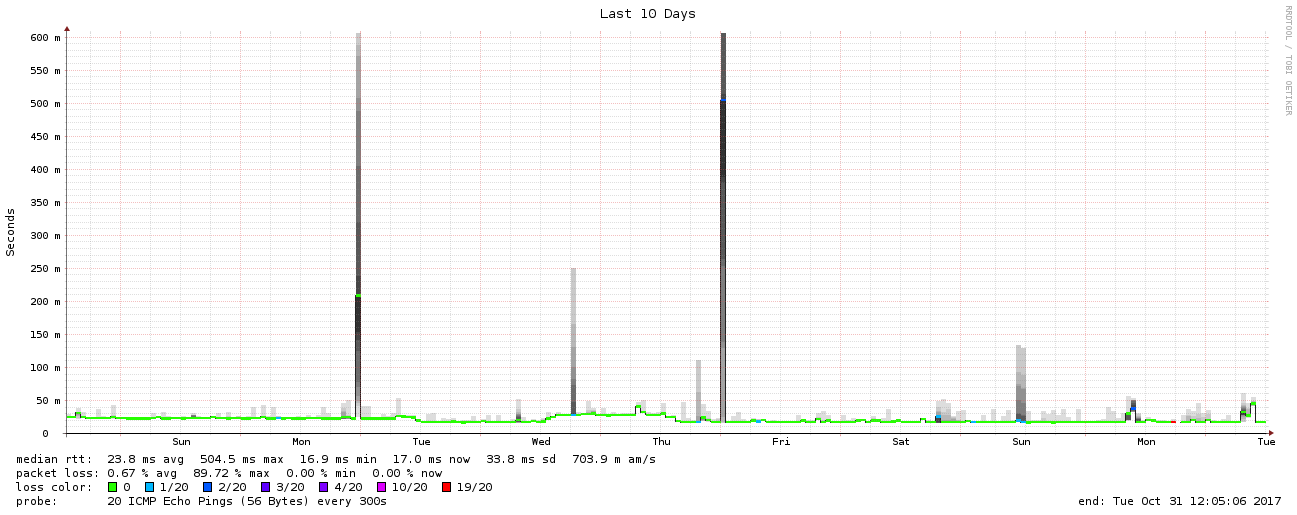 Last 10 Days
RRDTOOL / TOBI OETIKER
600 m
550 m
500 m
450 m
400 m
350 m
300 m
250 m
200 m
150 m
100 m
50 m
0
Seconds
Sun Mon Tue Wed Thu Fri Sat Sun Mon Tue
median rtt: 23.8 ms avg 504.5 ms max 16.9 ms min 17.0 ms now 33.8 ms sd 703.9 m am/s
packet loss: 0.67 % avg 89.72 % max 0.00 % min 0.00 % now
loss color: 0 1/20 2/20 3/20 4/20 10/20 19/20
probe: 20 ICMP Echo Pings (56 Bytes) every 300s end: Tue Oct 31 12:05:06 2017